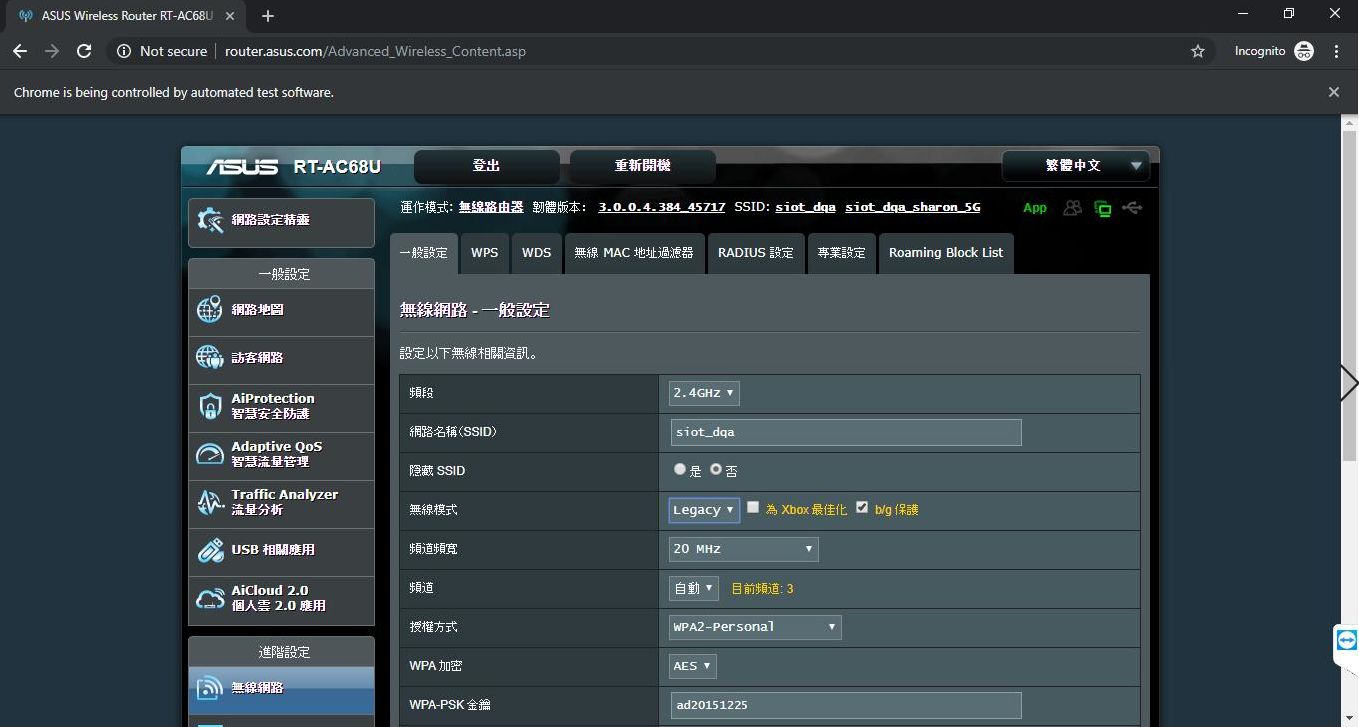 ASUS Wireless Router RT-AC68U
Not secure router.asus.com/Advanced_Wireless_Content.asp Incognito
Chrome is being controlled by automated test software.
ASUS RT-AC68U 登出 重新開機 繁體中文
運作模式: 無線路由器 韌體版本: 3.0.0.4.384_45717 SSID: siot_dqa siot_dqa_sharon_5G App
網路設定精靈
一般設定
網路地圖
訪客網路
AiProtection
智慧安全防護
Adaptive QoS
智慧流量管理
Traffic Analyzer
流量分析
USB 相關應用
AiCloud 2.0
個人雲 2.0 應用
進階設定
無線網路
一般設定 WPS WDS 無線 MAC 地址過濾器 RADIUS 設定 專業設定 Roaming Block List
無線網路 - 一般設定
設定以下無線相關資訊。
頻段 2.4GHz
網路名稱(SSID) siot_dqa
隱藏 SSID 是 否
無線模式 Legacy 為 Xbox 最佳化 b/g 保護
頻道頻寬 20 MHz
頻道 自動 目前頻道: 3
授權方式 WPA2-Personal
WPA 加密 AES
WPA-PSK 金鑰 ad20151225